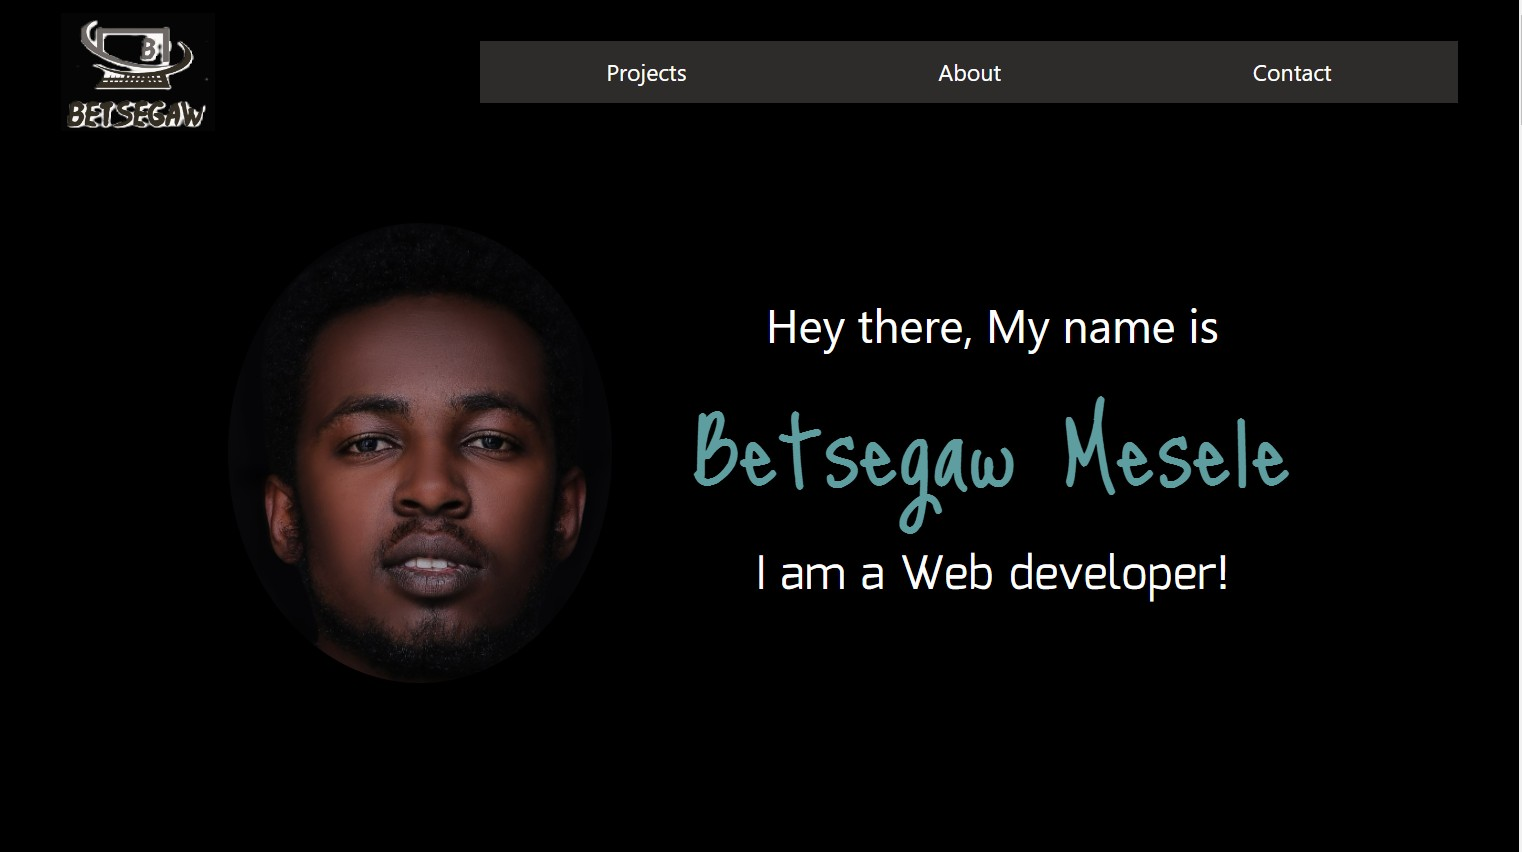 B
BETSEGAW
Projects About Contact
Hey there, My name is
Betsegaw Mesele
I am a Web developer!